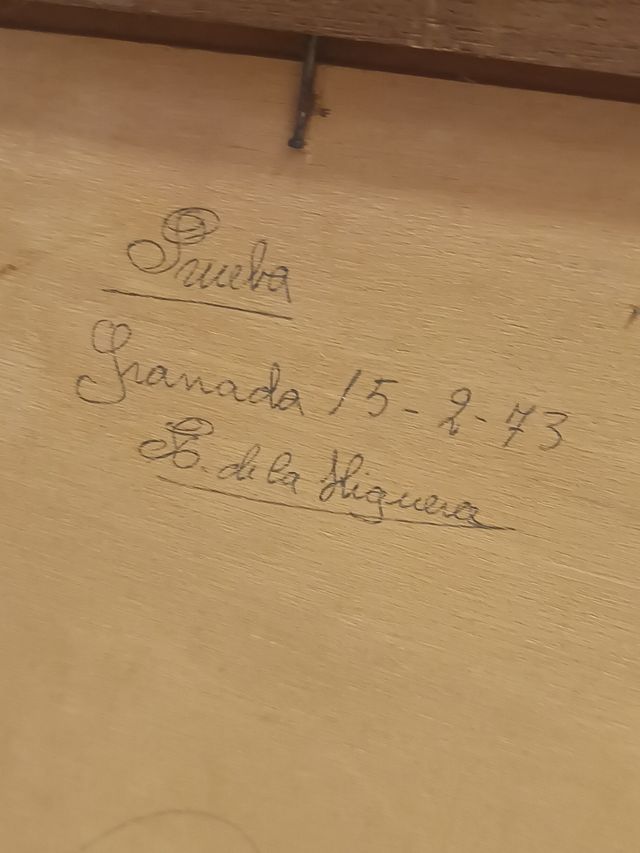 Prueba
Granada 15-2-73
F. de la Higuera